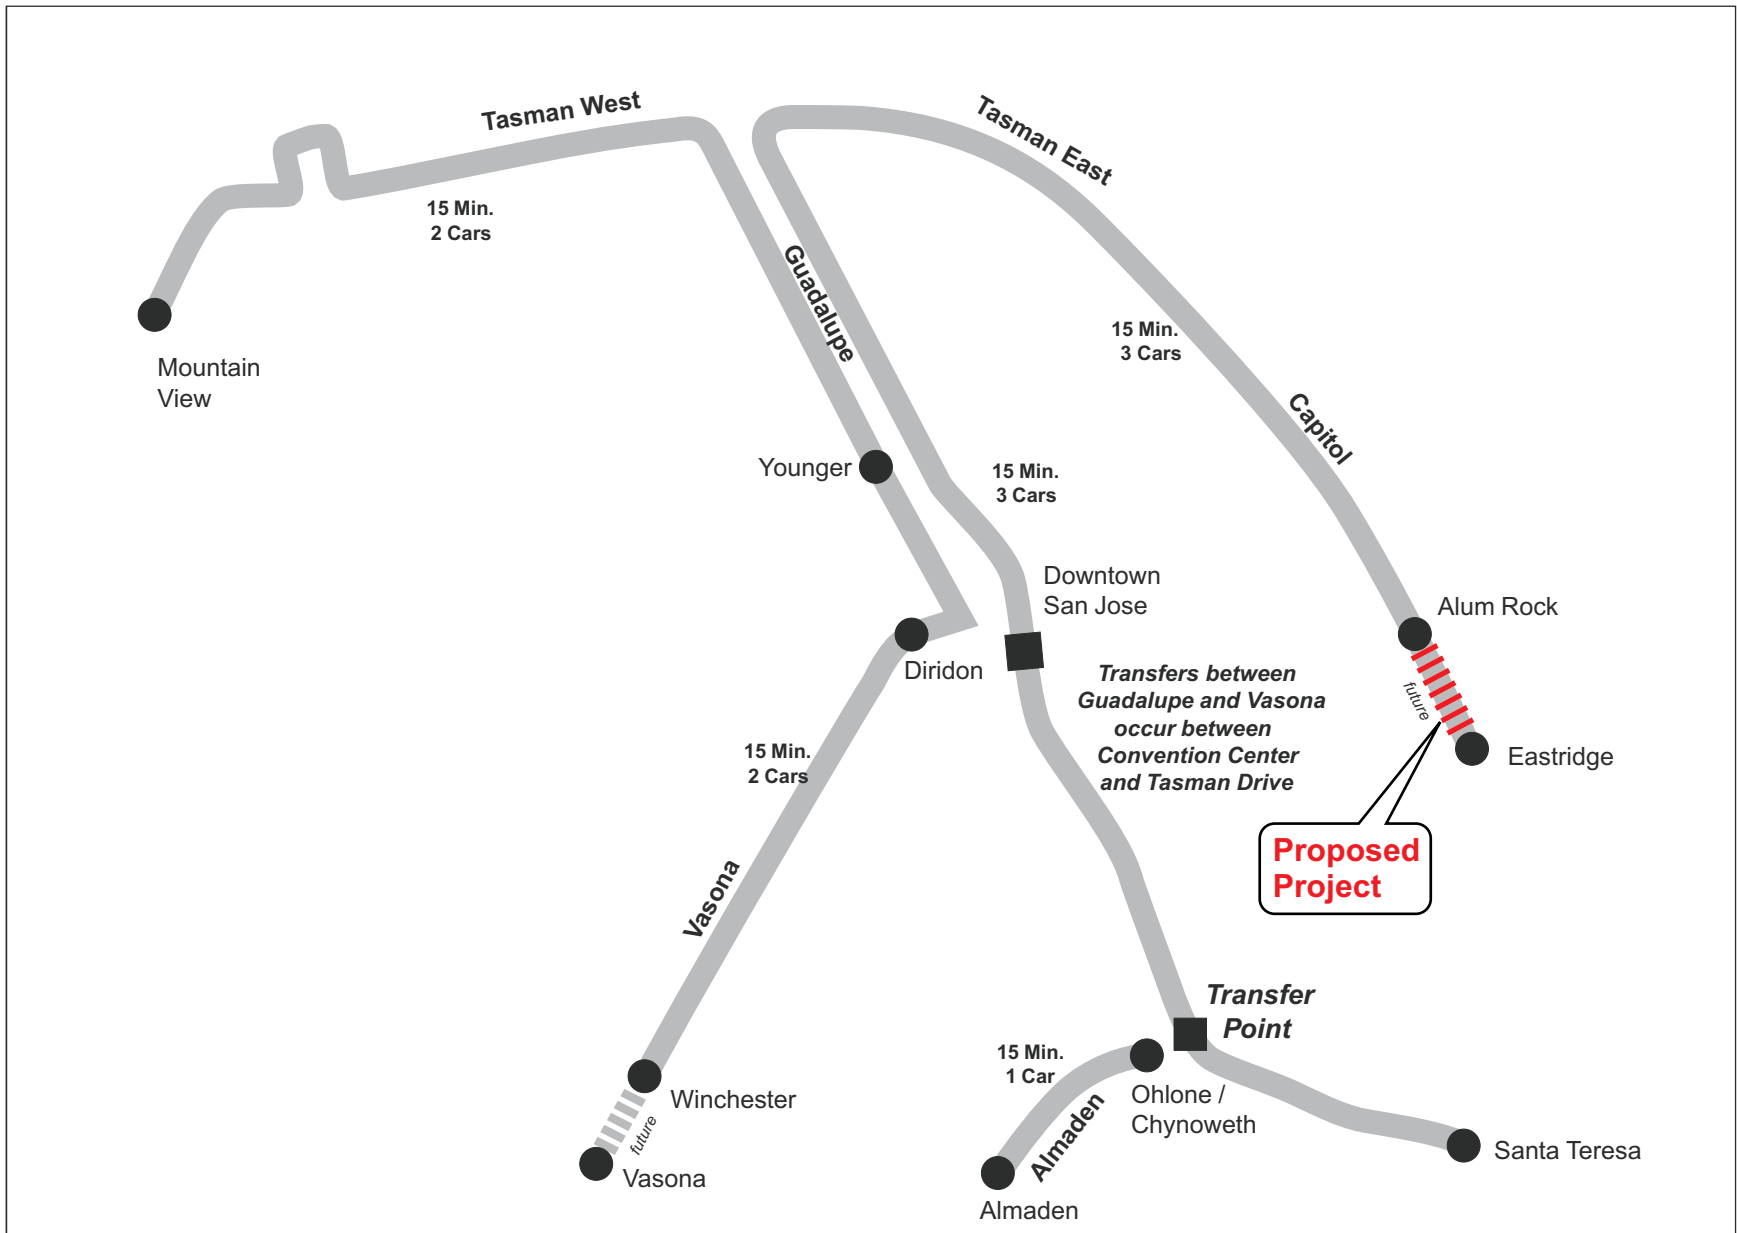 Tasman West
Tasman East
15 Min.
2 Cars
Guadalupe
15 Min.
3 Cars
Mountain
View
Capitol
Younger
15 Min.
3 Cars
Downtown
San Jose
Alum Rock
Diridon
Transfers between
Guadalupe and Vasona
occur between
Convention Center
and Tasman Drive
future
Eastridge
15 Min.
2 Cars
Proposed
Project
Vasona
Transfer
Point
15 Min.
1 Car
Winchester
Ohlone /
Chynoweth
Almaden
future
Santa Teresa
Vasona
Almaden